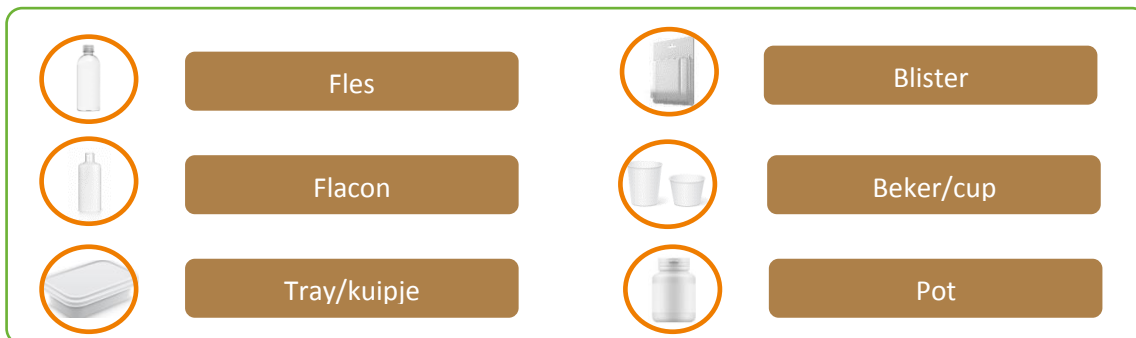 Fles
Blister
Flacon
Beker/cup
Tray/kuipje
Pot